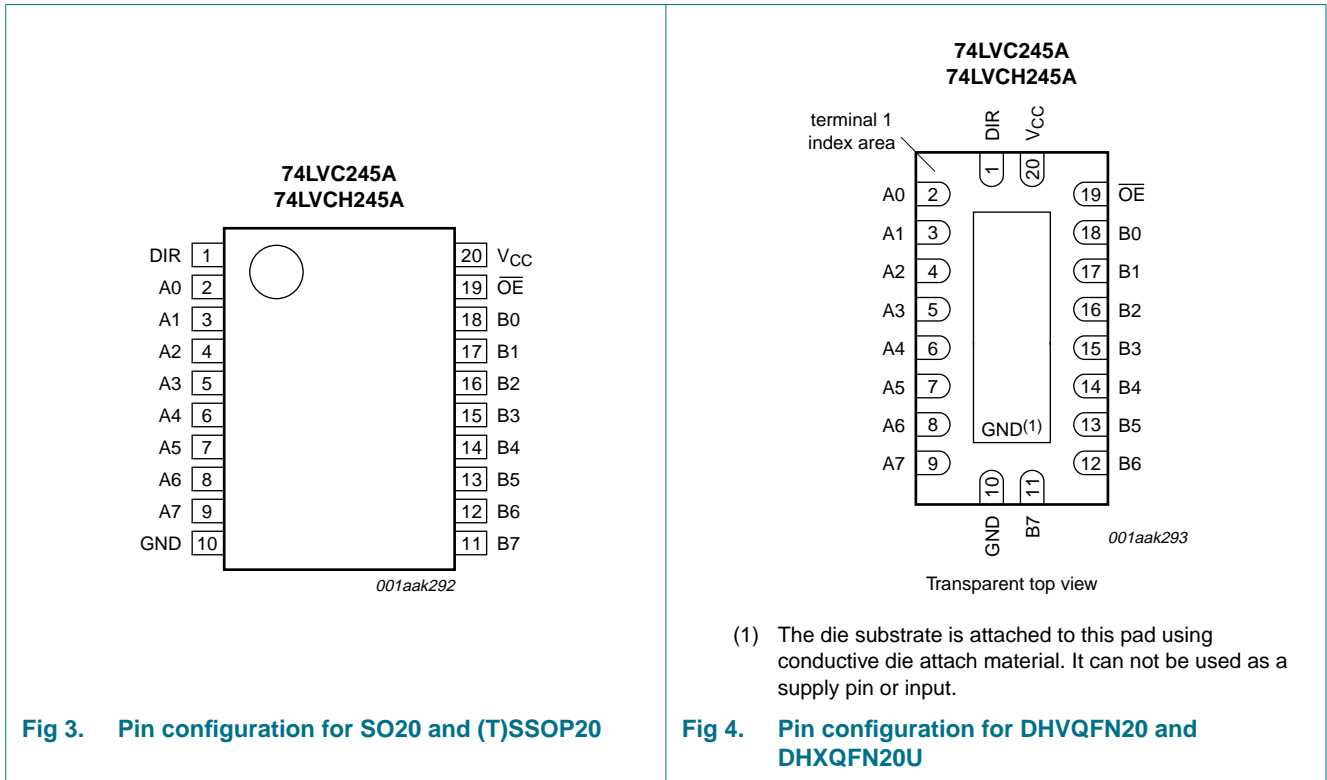 74LVC245A
74LVCH245A
DIR 1 20 VCC
A0 2 19 OE
A1 3 18 B0
A2 4 17 B1
A3 5 16 B2
A4 6 15 B3
A5 7 14 B4
A6 8 13 B5
A7 9 12 B6
GND 10 11 B7
001aak292
Fig 3. Pin configuration for SO20 and (T)SSOP20
74LVC245A
74LVCH245A
terminal 1
index area
DIR VCC
1 20
A0 2 19 OE
A1 3 18 B0
A2 4 17 B1
A3 5 16 B2
A4 6 15 B3
A5 7 14 B4
A6 8 GND(1) 13 B5
A7 9 12 B6
10 11
GND B7
001aak293
Transparent top view
(1) The die substrate is attached to this pad using
conductive die attach material. It can not be used as a
supply pin or input.
Fig 4. Pin configuration for DHVQFN20 and
DHXQFN20U